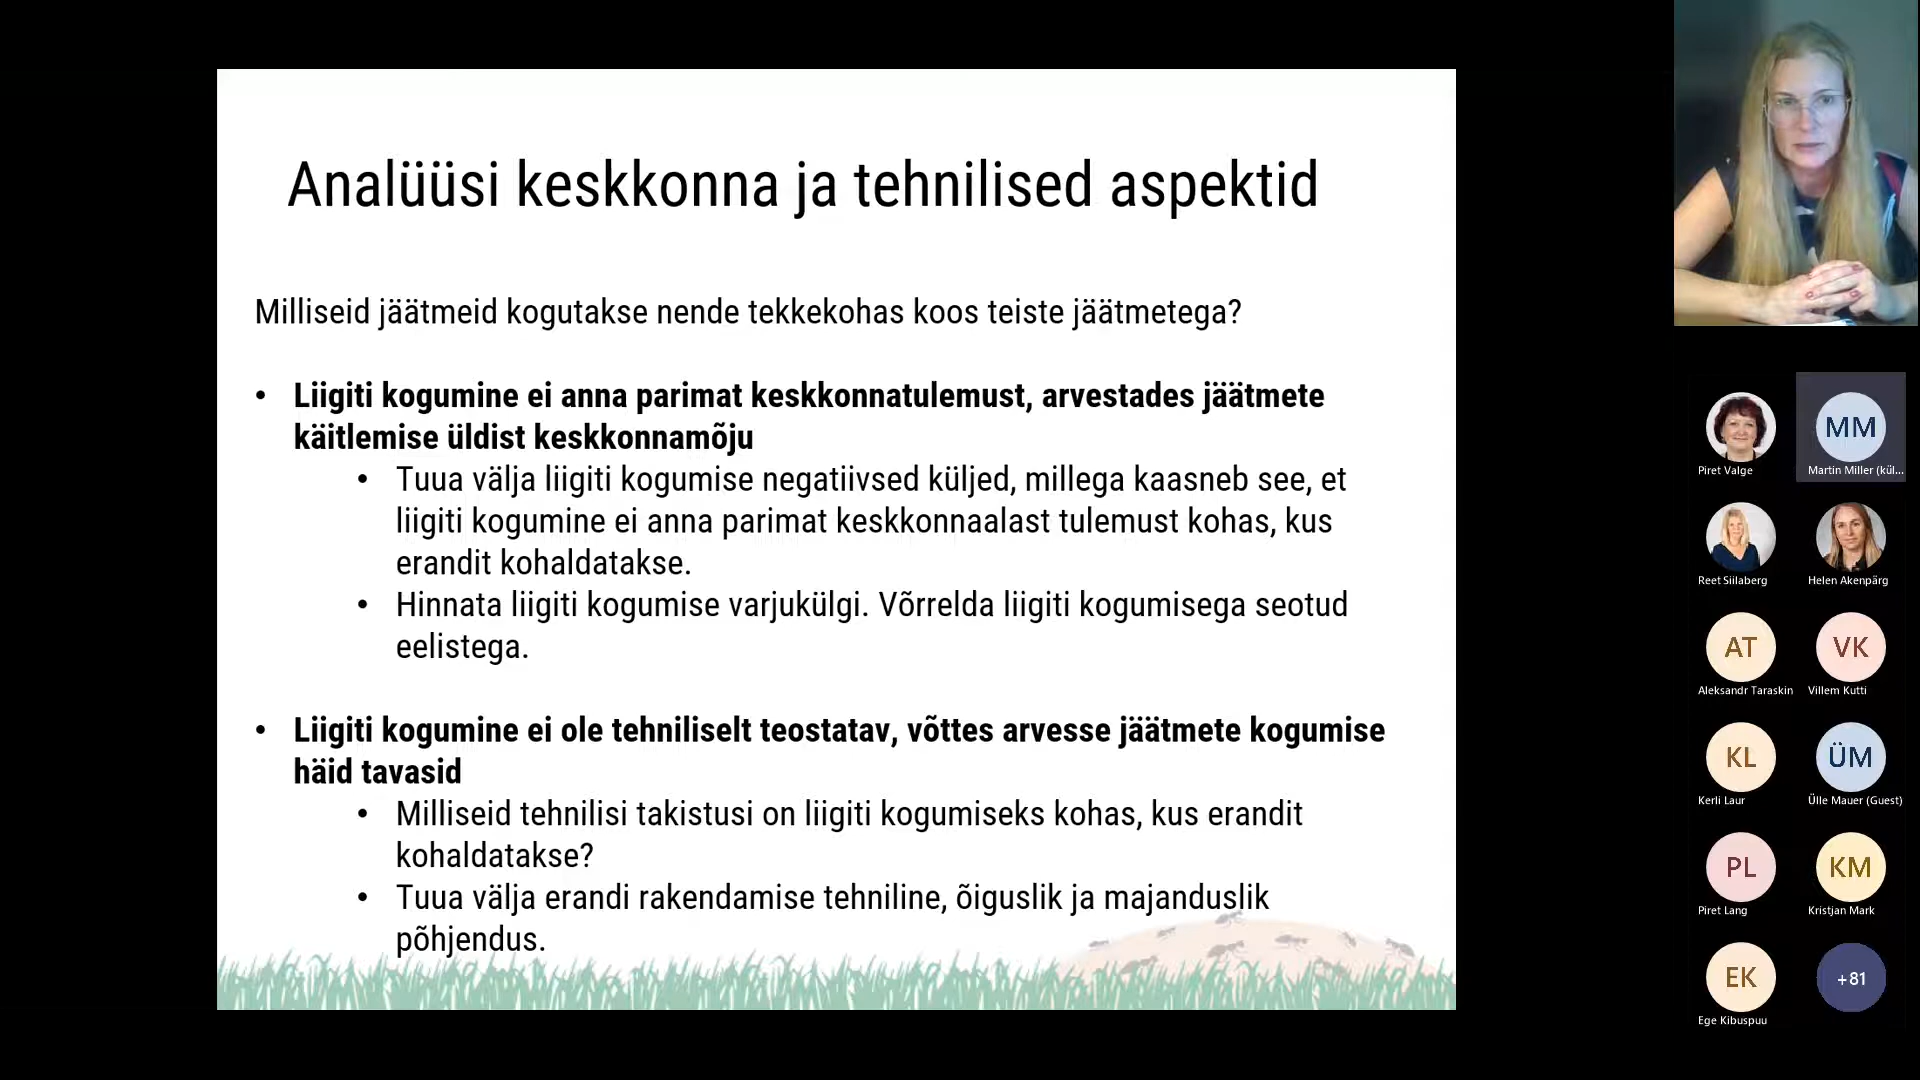 Analüüsi keskkonna ja tehnilised aspektid
Milliseid jäätmeid kogutakse nende tekkekohas koos teiste jäätmetega?
• Liigiti kogumine ei anna parimat keskkonnatulemust, arvestades jäätmete
käitlemise üldist keskkonnamõju
• Tuua välja liigiti kogumise negatiivsed küljed, millega kaasneb see, et
liigiti kogumine ei anna parimat keskkonnaalast tulemust kohas, kus
erandit kohaldatakse.
• Hinnata liigiti kogumise varjukülgi. Võrrelda liigiti kogumisega seotud
eelistega.
• Liigiti kogumine ei ole tehniliselt teostatav, võttes arvesse jäätmete kogumise
häid tavasid
• Milliseid tehnilisi takistusi on liigiti kogumiseks kohas, kus erandit
kohaldatakse?
• Tuua välja erandi rakendamise tehniline, õiguslik ja majanduslik
põhjendus.
Piret Valge
MM
Martin Miller (kül...
Reet Siilaberg
Helen Akenpärg
AT
Aleksandr Taraskin
VK
Villem Kutti
KL
Kerli Laur
ÜM
Ülle Mauer (Guest)
PL
Piret Lang
KM
Kristjan Mark
EK
Ege Kibuspuu
+81